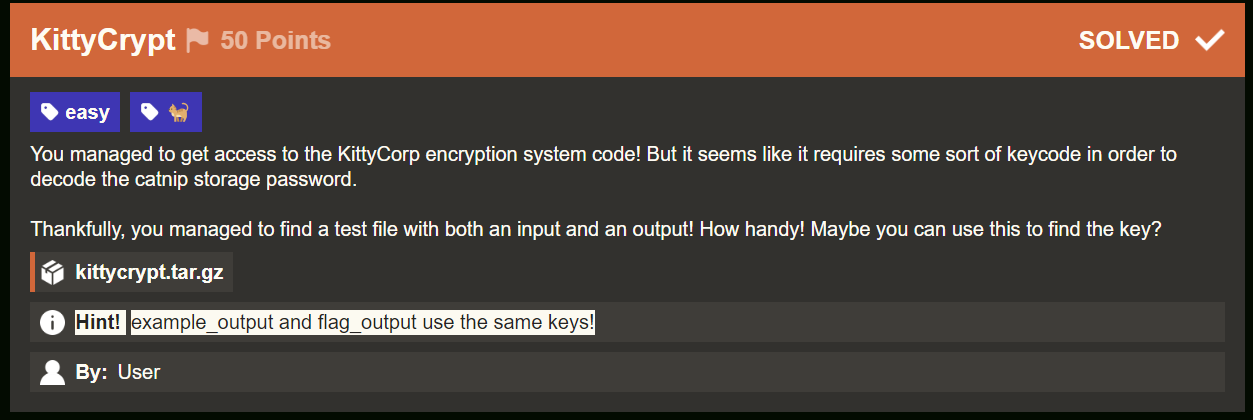 KittyCrypt 50 Points SOLVED
easy
You managed to get access to the KittyCorp encryption system code! But it seems like it requires some sort of keycode in order to
decode the catnip storage password.
Thankfully, you managed to find a test file with both an input and an output! How handy! Maybe you can use this to find the key?
kittycrypt.tar.gz
Hint! example_output and flag_output use the same keys!
By: User